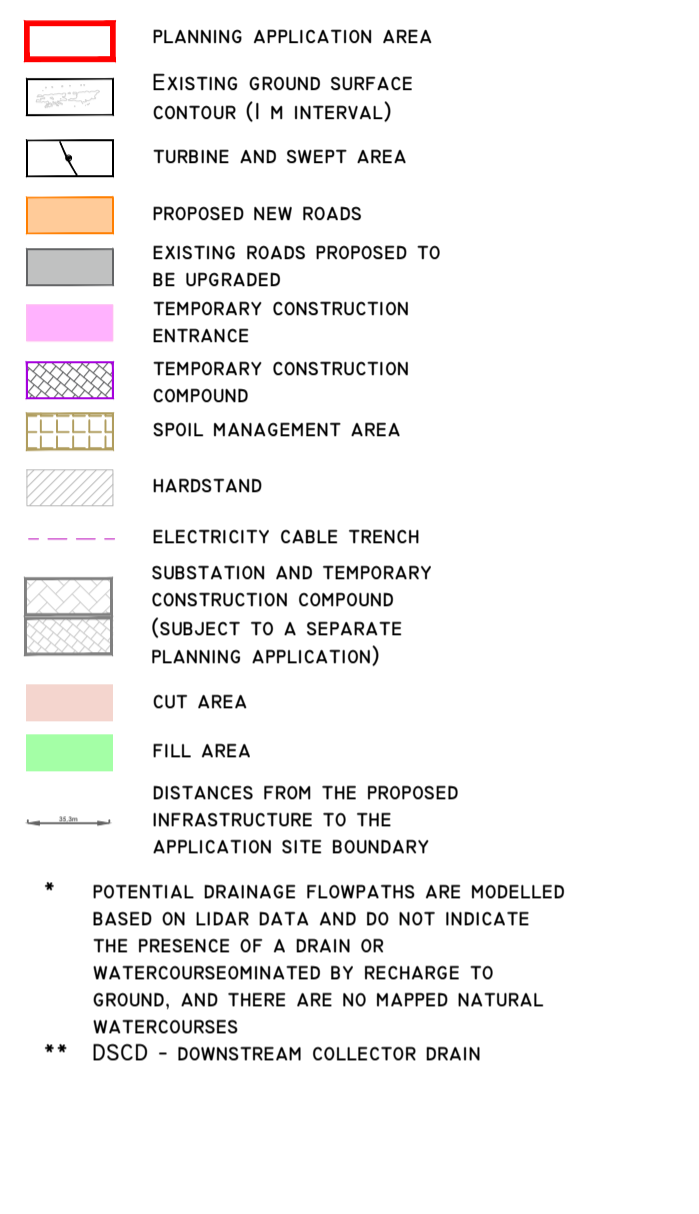 PLANNING APPLICATION AREA
EXISTING GROUND SURFACE
CONTOUR (1 M INTERVAL)
TURBINE AND SWEPT AREA
PROPOSED NEW ROADS
EXISTING ROADS PROPOSED TO
BE UPGRADED
TEMPORARY CONSTRUCTION
ENTRANCE
TEMPORARY CONSTRUCTION
COMPOUND
SPOIL MANAGEMENT AREA
HARDSTAND
ELECTRICITY CABLE TRENCH
SUBSTATION AND TEMPORARY
CONSTRUCTION COMPOUND
(SUBJECT TO A SEPARATE
PLANNING APPLICATION)
CUT AREA
FILL AREA
DISTANCES FROM THE PROPOSED
35.3m INFRASTRUCTURE TO THE
APPLICATION SITE BOUNDARY
* POTENTIAL DRAINAGE FLOWPATHS ARE MODELLED
BASED ON LIDAR DATA AND DO NOT INDICATE
THE PRESENCE OF A DRAIN OR
WATERCOURSEOMINATED BY RECHARGE TO
GROUND, AND THERE ARE NO MAPPED NATURAL
WATERCOURSES
** DSCD - DOWNSTREAM COLLECTOR DRAIN